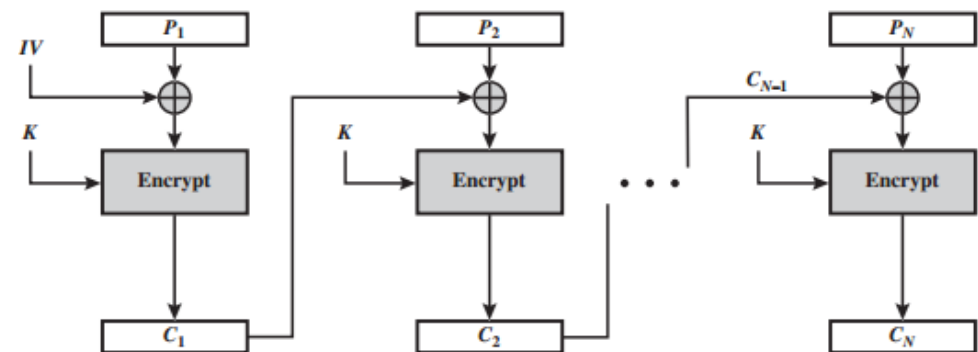 P1 P2 PN
IV
CN–1
K K K
Encrypt Encrypt • • • Encrypt
C1 C2 CN